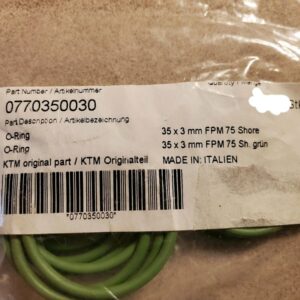 Part Number / Artikelnummer
0770350030
Part Description / Artikelbezeichnung
O-Ring 35 x 3 mm FPM 75 Shore
O-Ring 35 x 3 mm FPM 75 Sh. grün
KTM original part / KTM Originalteil MADE IN: ITALIEN
*0770350030*